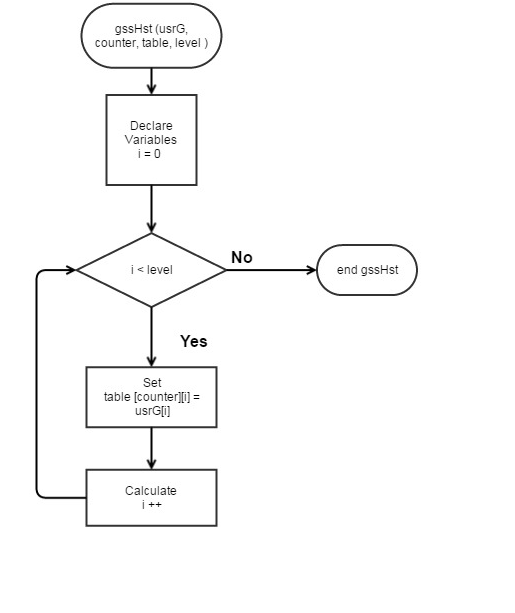 gssHst (usrG,
counter, table, level )
Declare
Variables
i = 0
i < level
No
end gssHst
Yes
Set
table [counter][i] =
usrG[i]
Calculate
i ++